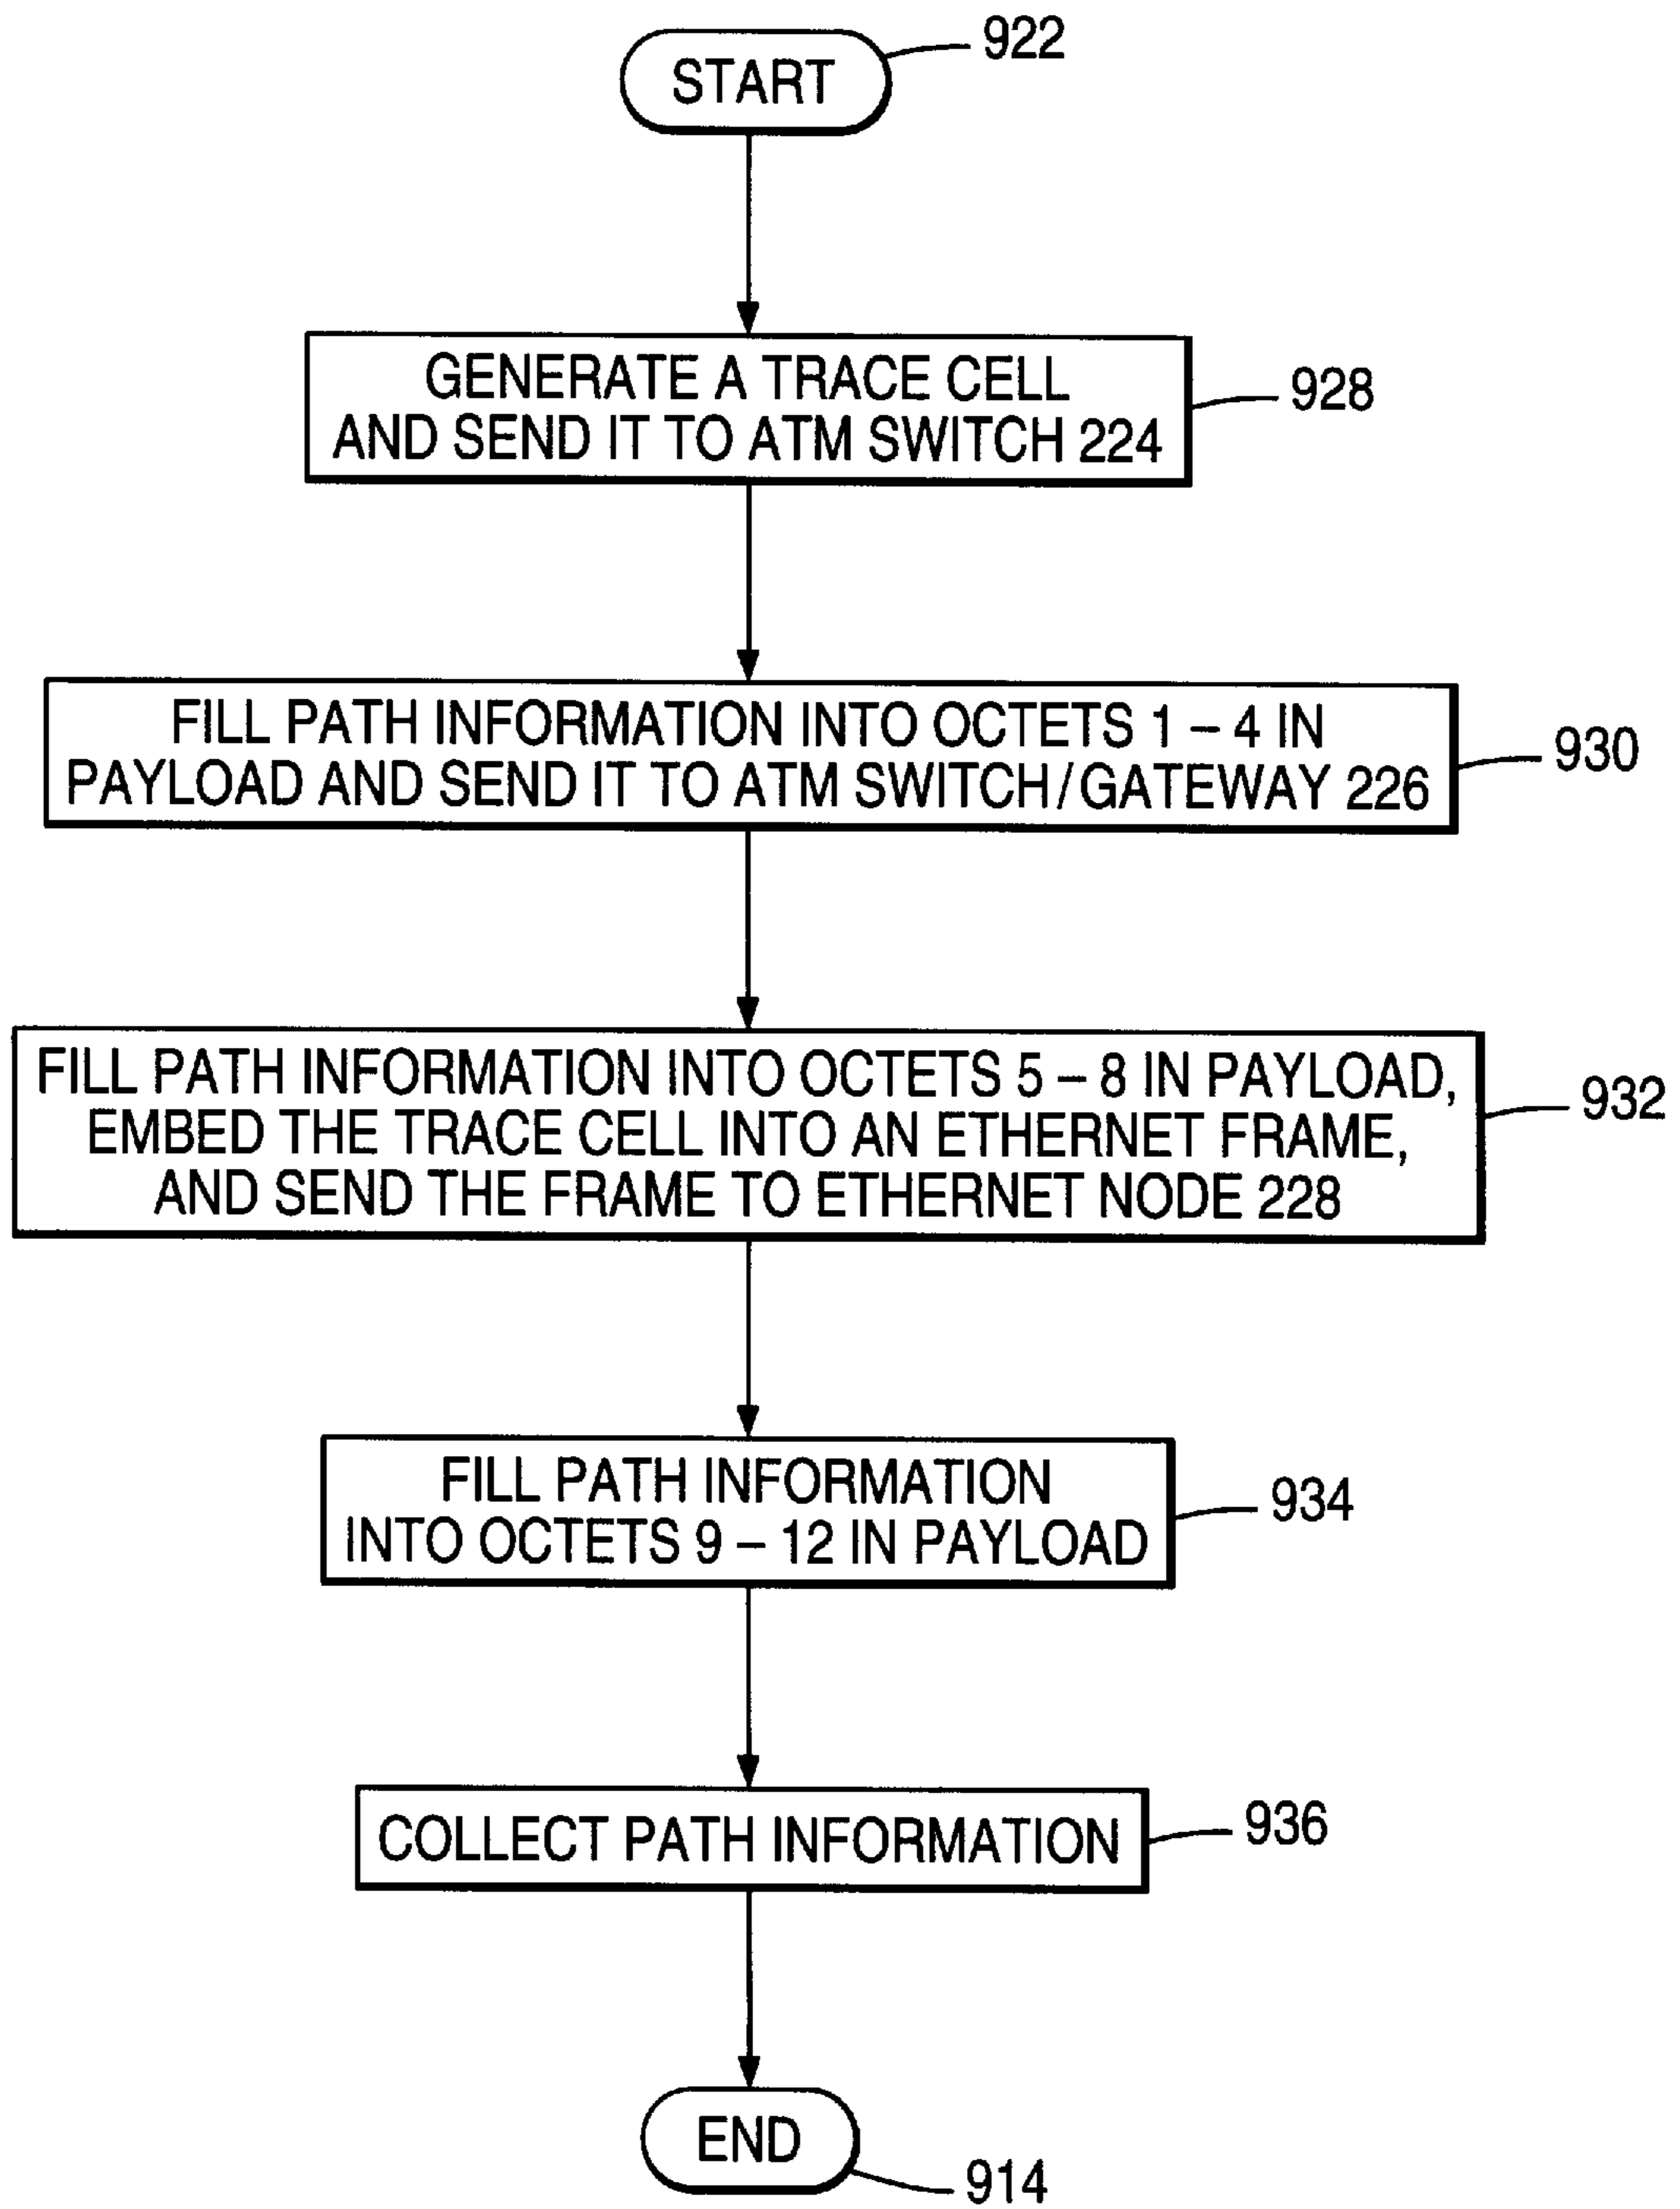 START
922
GENERATE A TRACE CELL
AND SEND IT TO ATM SWITCH 224
928
FILL PATH INFORMATION INTO OCTETS 1 – 4 IN
PAYLOAD AND SEND IT TO ATM SWITCH/GATEWAY 226
930
FILL PATH INFORMATION INTO OCTETS 5 – 8 IN PAYLOAD,
EMBED THE TRACE CELL INTO AN ETHERNET FRAME,
AND SEND THE FRAME TO ETHERNET NODE 228
932
FILL PATH INFORMATION
INTO OCTETS 9 – 12 IN PAYLOAD
934
COLLECT PATH INFORMATION
936
END
914